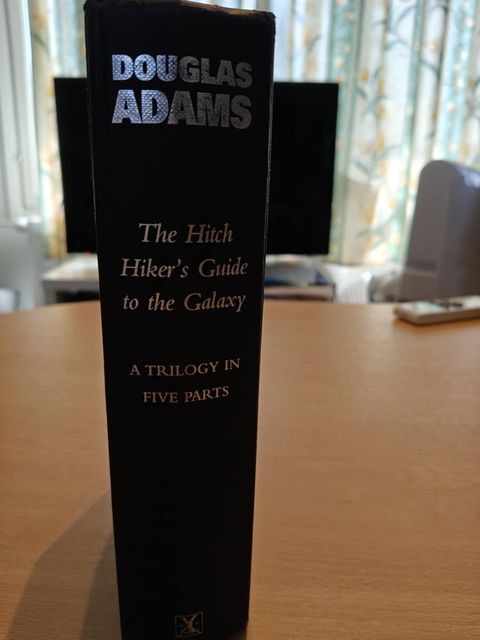 DOUGLAS
ADAMS
The Hitch
Hiker's Guide
to the Galaxy
A TRILOGY IN
FIVE PARTS